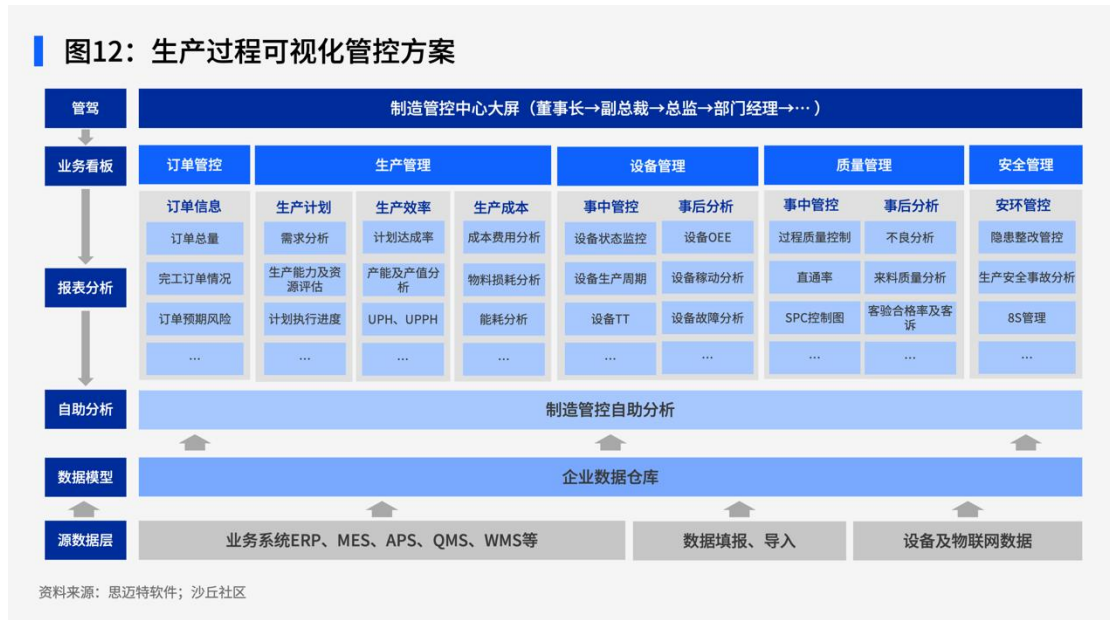 图12：生产过程可视化管控方案
管驾
制造管控中心大屏（董事长→副总裁→总监→部门经理→…）
业务看板
订单管控
生产管理
设备管理
质量管理
安全管理
订单信息
生产计划
生产效率
生产成本
事中管控
事后分析
事中管控
事后分析
安环管控
订单总量
需求分析
计划达成率
成本费用分析
设备状态监控
设备OEE
过程质量控制
不良分析
隐患整改管控
报表分析
完工订单情况
生产能力及资
源评估
产能及产值分
析
物料损耗分析
设备生产周期
设备稼动分析
直通率
来料质量分析
生产安全事故分析
订单预期风险
计划执行进度
UPH、UPPH
能耗分析
设备TT
设备故障分析
SPC控制图
客验合格率及客
诉
8S管理
…
…
…
…
…
…
…
…
…
自助分析
制造管控自助分析
数据模型
企业数据仓库
源数据层
业务系统ERP、MES、APS、QMS、WMS等
数据填报、导入
设备及物联网数据
资料来源：思迈特软件；沙丘社区